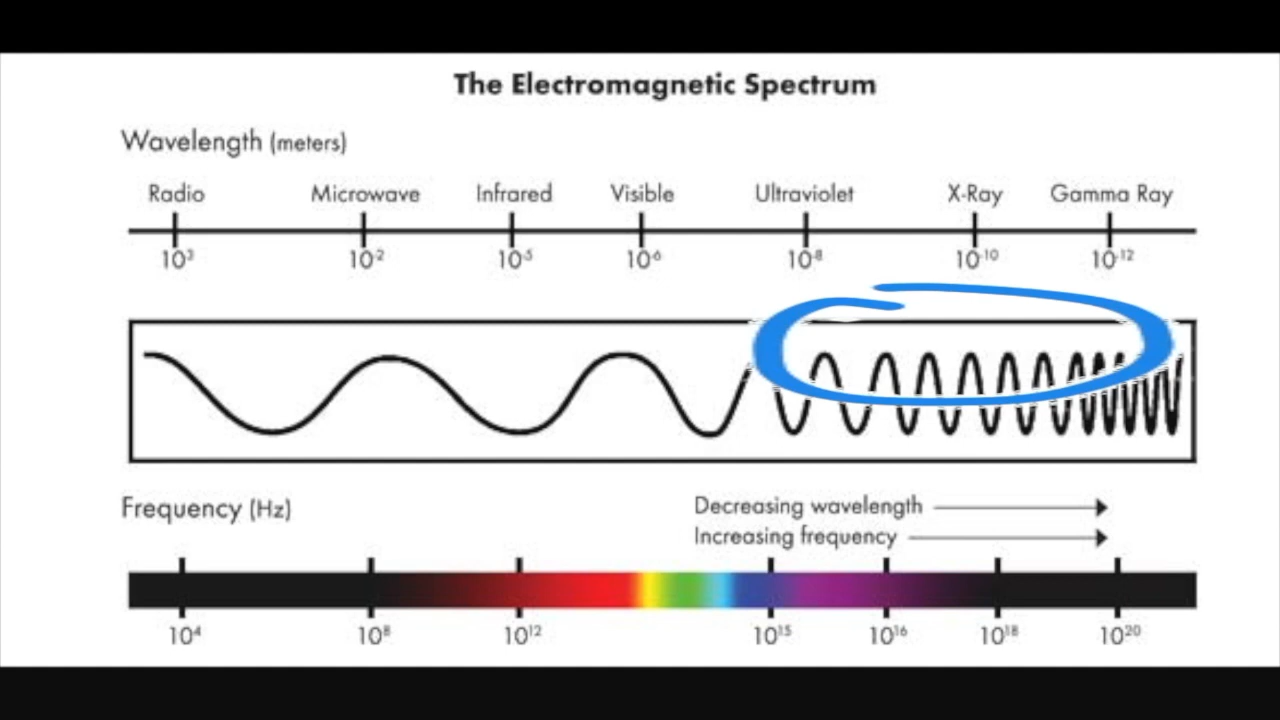 The Electromagnetic Spectrum
Wavelength (meters)
Radio Microwave Infrared Visible Ultraviolet X-Ray Gamma Ray
10³ 10⁻² 10⁻⁵ 10⁻⁶ 10⁻⁸ 10⁻¹⁰ 10⁻¹²
Frequency (Hz)
Decreasing wavelength
Increasing frequency
10⁴ 10⁸ 10¹² 10¹⁵ 10¹⁶ 10¹⁸ 10²⁰